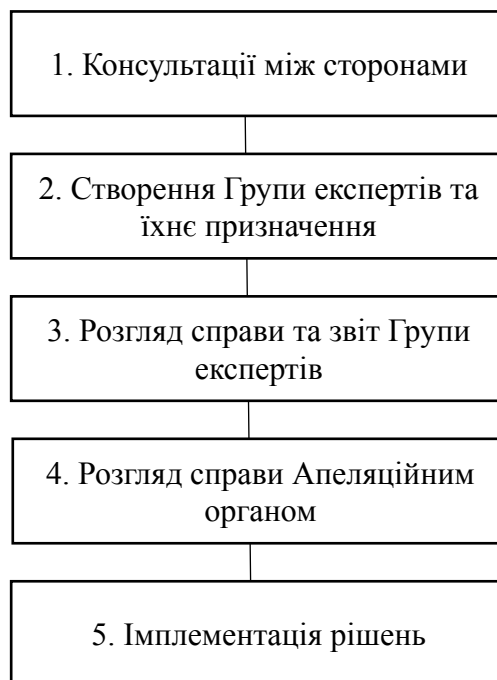 1. Консультації між сторонами
2. Створення Групи експертів та
їхнє призначення
3. Розгляд справи та звіт Групи
експертів
4. Розгляд справи Апеляційним
органом
5. Імплементація рішень